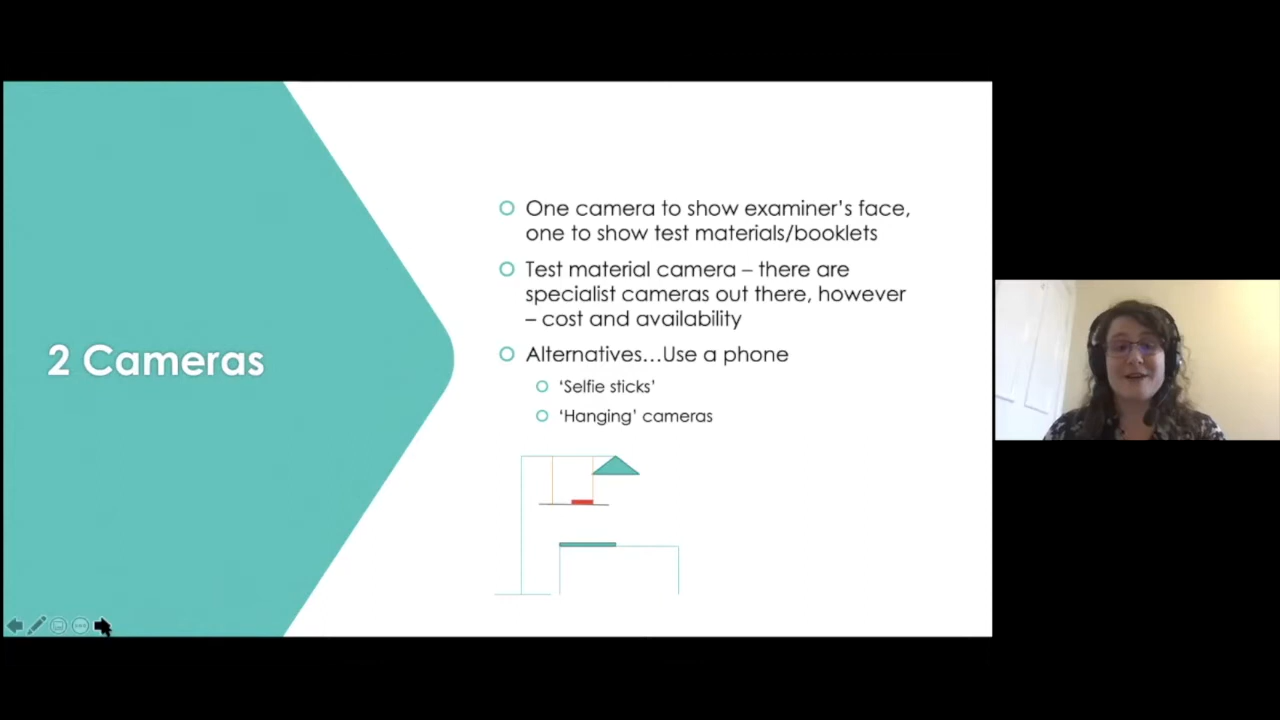 2 Cameras
One camera to show examiner's face,
one to show test materials/booklets
Test material camera – there are
specialist cameras out there, however
– cost and availability
Alternatives...Use a phone
'Selfie sticks'
'Hanging' cameras